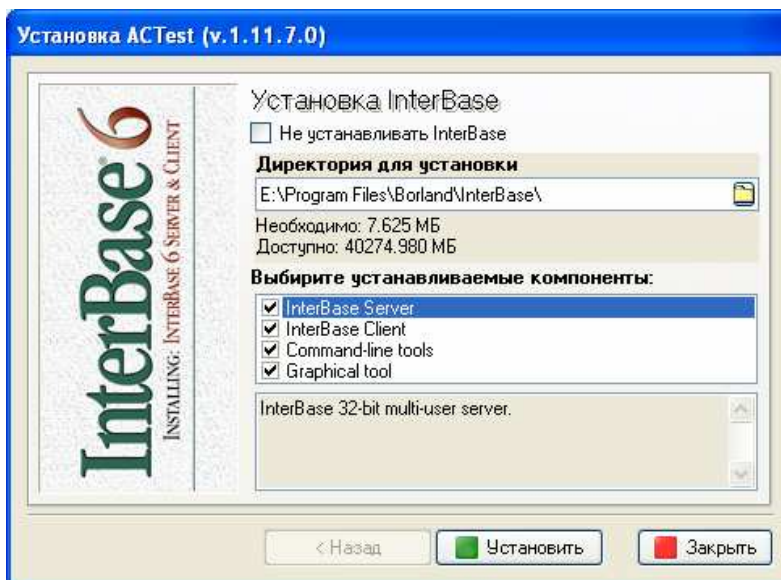 Установка ACTest (v.1.11.7.0)
InterBase 6
INSTALLING: INTERBASE 6 SERVER & CLIENT
Установка InterBase
Не устанавливать InterBase
Директория для установки
E:\Program Files\Borland\InterBase\
Необходимо: 7.625 МБ
Доступно: 40274.980 МБ
Выбирите устанавливаемые компоненты:
InterBase Server
InterBase Client
Command-line tools
Graphical tool
InterBase 32-bit multi-user server.
< Назад
Установить
Закрыть